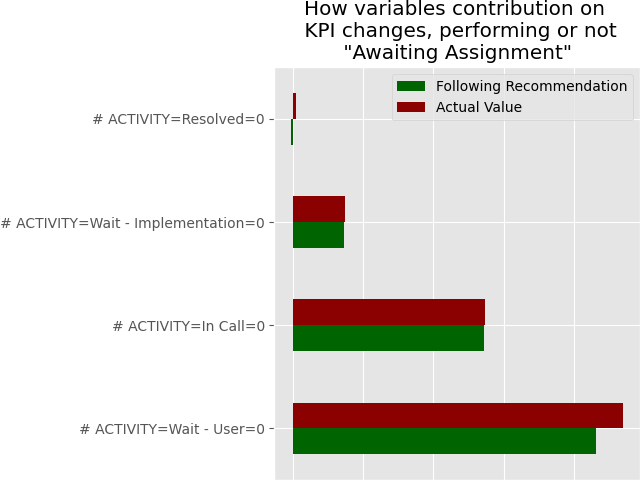 How variables contribution on
KPI changes, performing or not
"Awaiting Assignment"
Following Recommendation
Actual Value
# ACTIVITY=Resolved=0
# ACTIVITY=Wait - Implementation=0
# ACTIVITY=In Call=0
# ACTIVITY=Wait - User=0